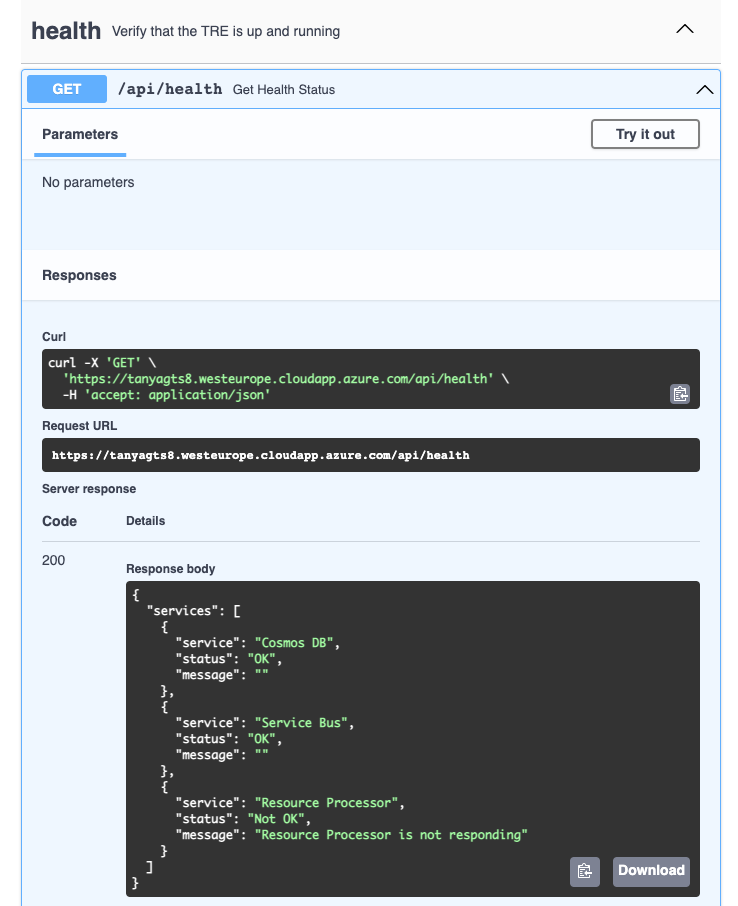 health Verify that the TRE is up and running
GET /api/health Get Health Status
Parameters Try it out
No parameters
Responses
Curl
curl -X 'GET' \
  'https://tanyagts8.westeurope.cloudapp.azure.com/api/health' \
  -H 'accept: application/json'
Request URL
https://tanyagts8.westeurope.cloudapp.azure.com/api/health
Server response
Code Details
200
Response body
{
  "services": [
    {
      "service": "Cosmos DB",
      "status": "OK",
      "message": ""
    },
    {
      "service": "Service Bus",
      "status": "OK",
      "message": ""
    },
    {
      "service": "Resource Processor",
      "status": "Not OK",
      "message": "Resource Processor is not responding"
    }
  ]
}
Download